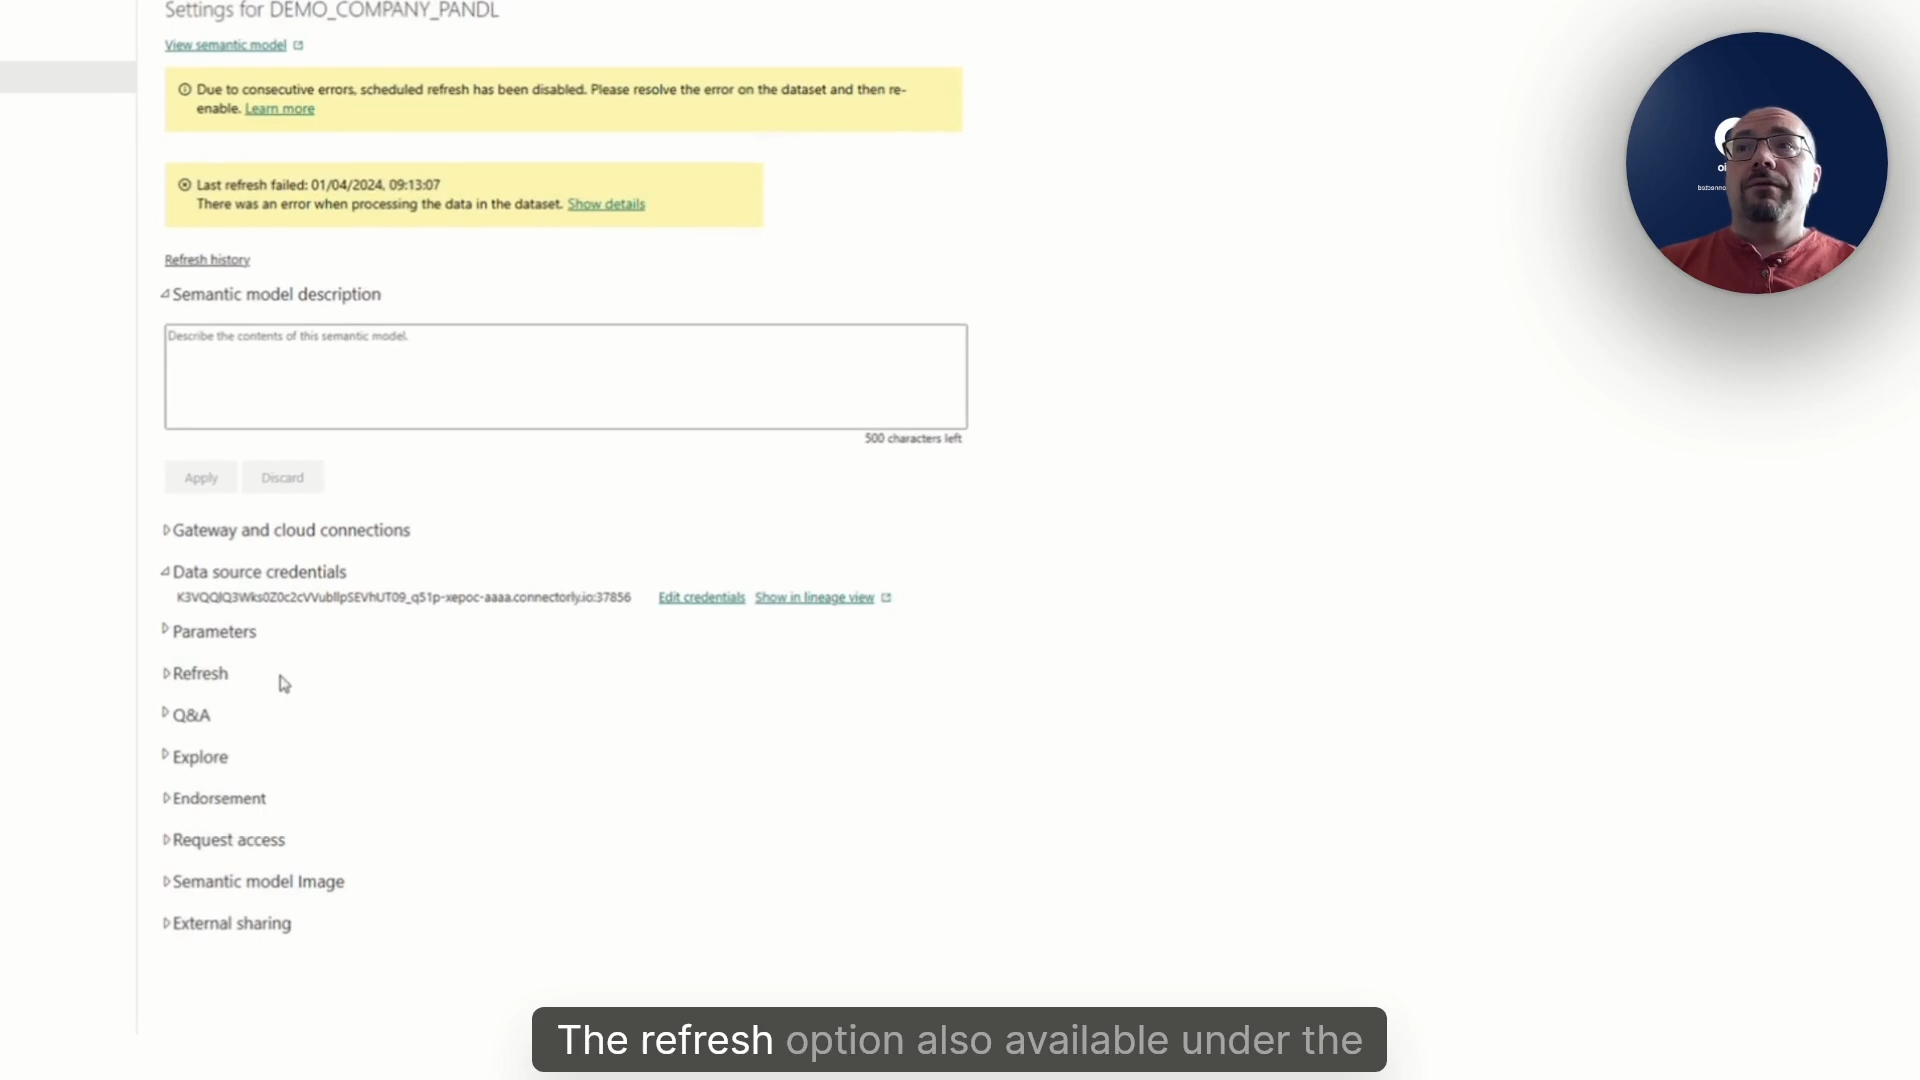 Settings for DEMO_COMPANY_PANDL
View semantic model
Due to consecutive errors, scheduled refresh has been disabled. Please resolve the error on the dataset and then re-
enable. Learn more
Last refresh failed: 01/04/2024, 09:13:07
There was an error when processing the data in the dataset. Show details
Refresh history
Semantic model description
Describe the contents of this semantic model.
500 characters left
Apply Discard
Gateway and cloud connections
Data source credentials
Edit credentials Show in lineage view
Parameters
Refresh
Q&A
Explore
Endorsement
Request access
Semantic model Image
External sharing
The refresh option also available under the